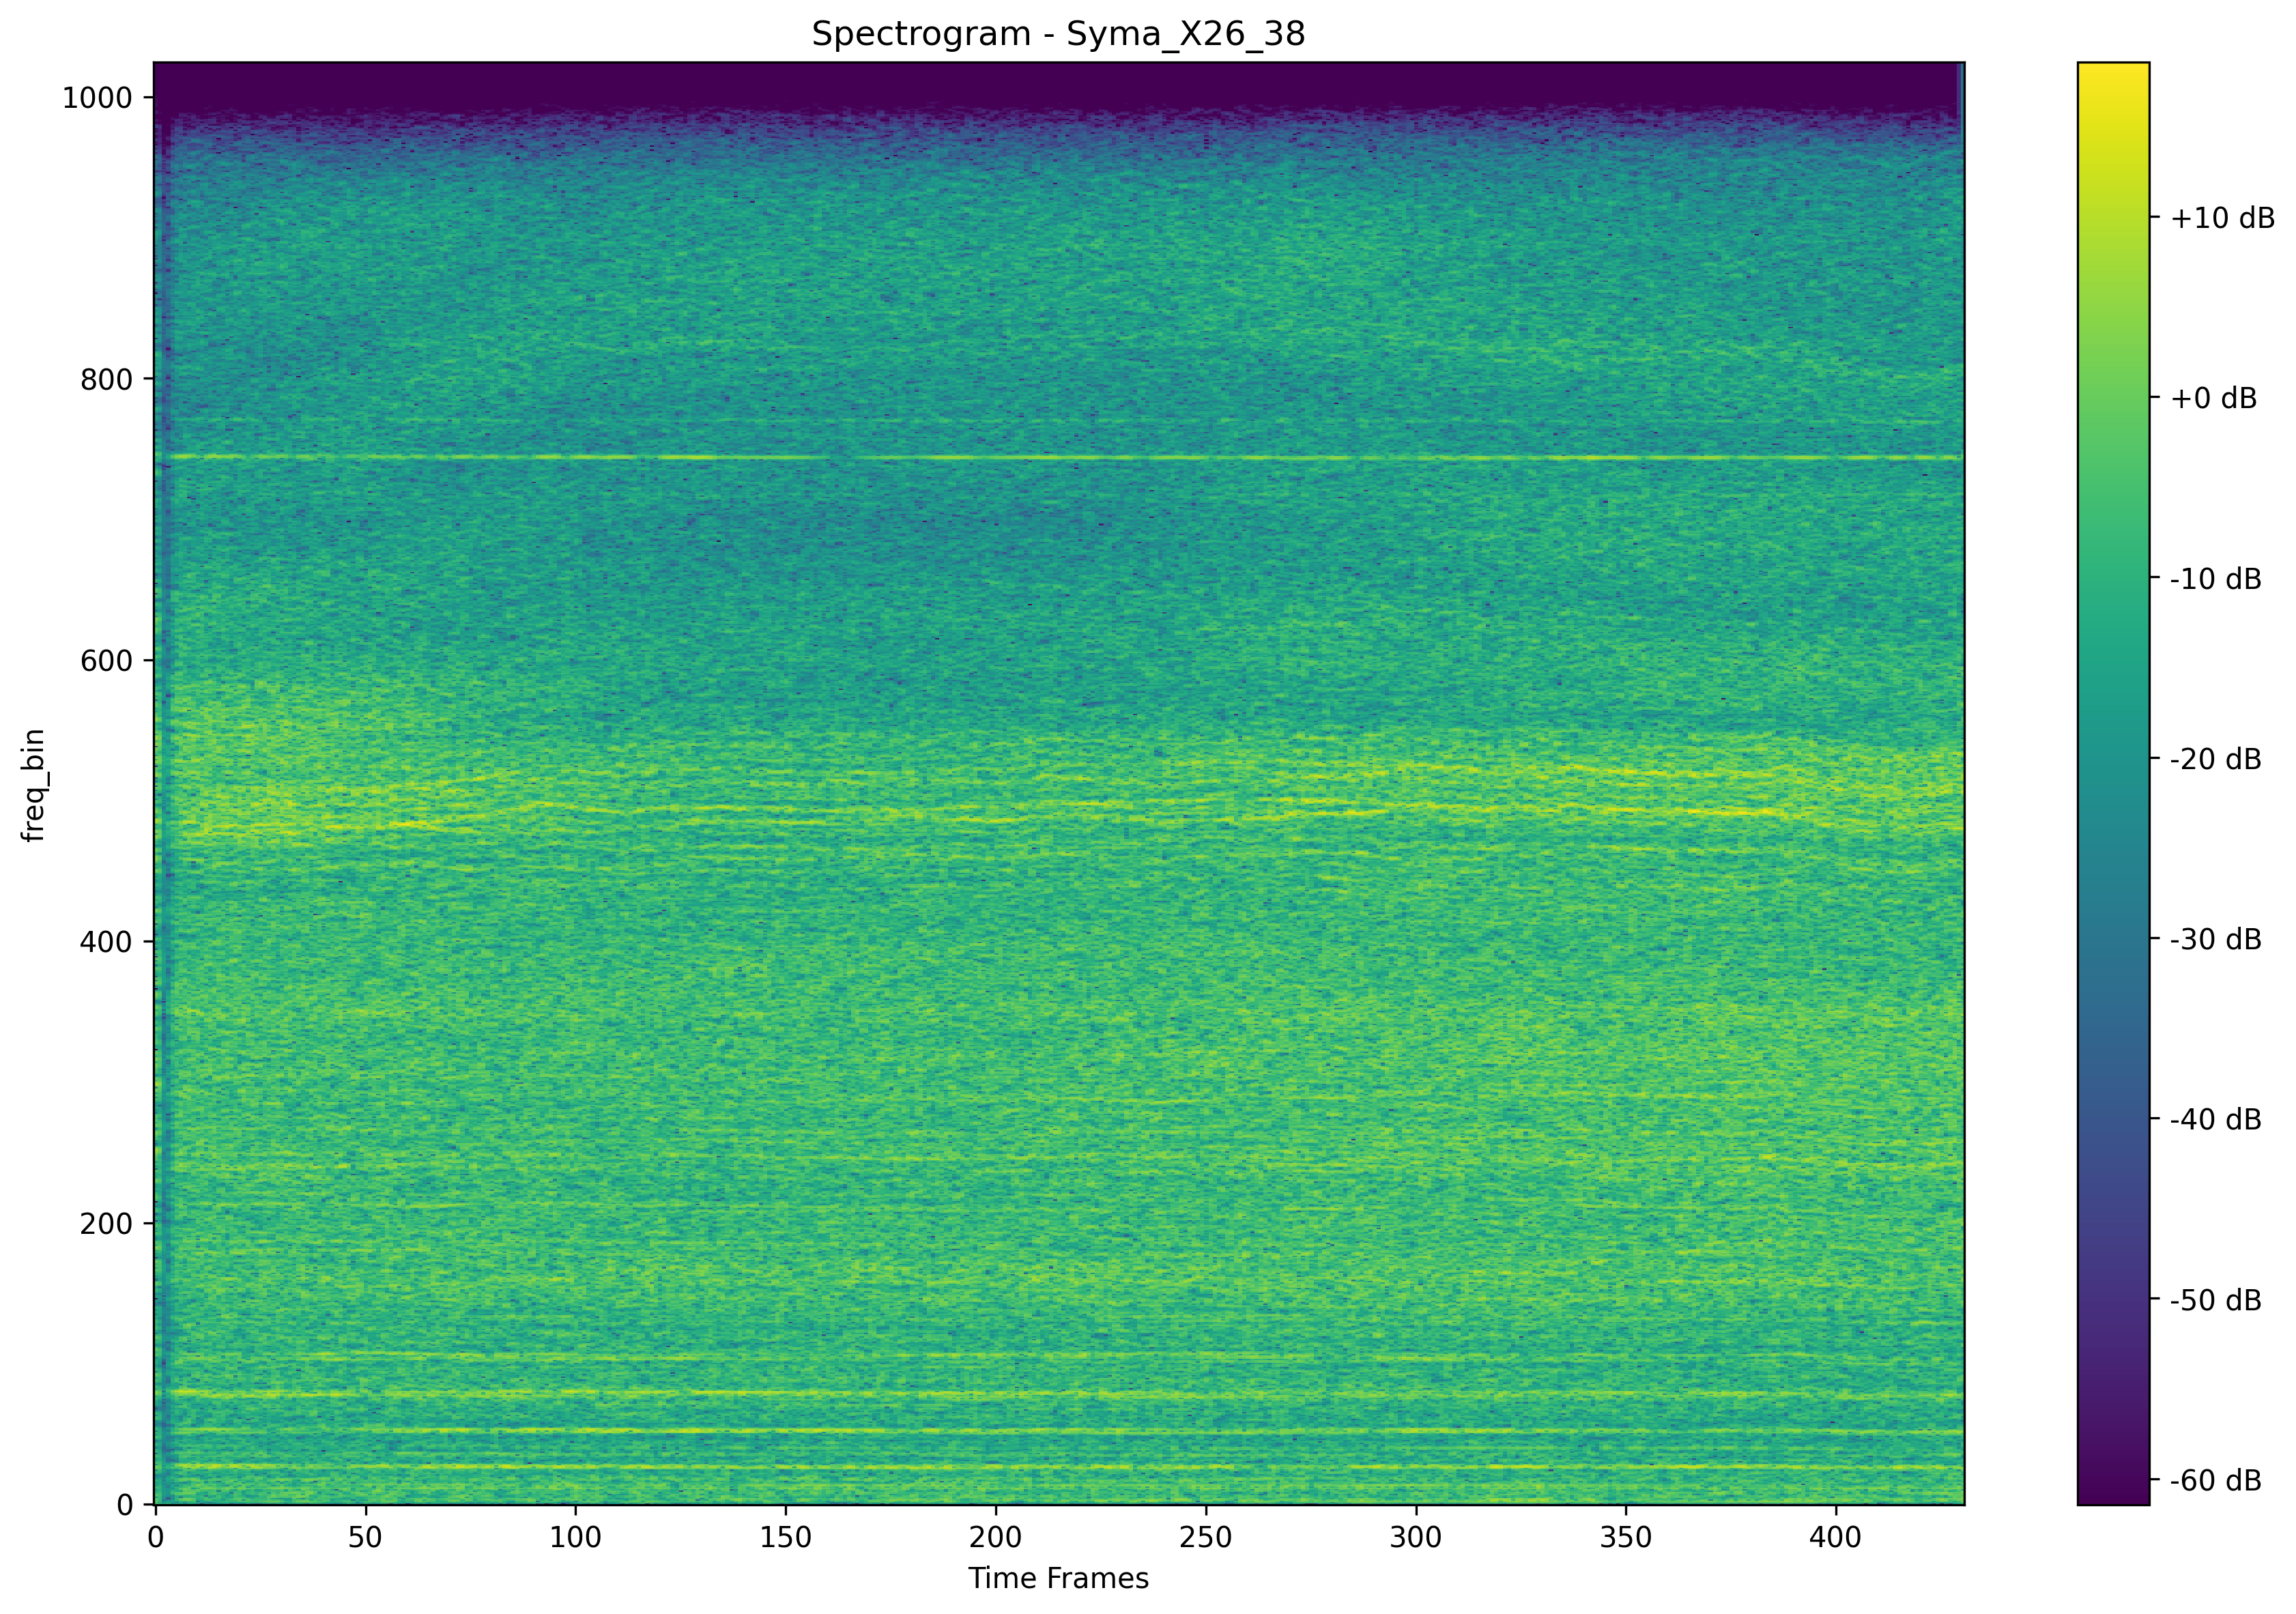 Spectrogram - Syma_X26_38
1000
800
600
400
200
0
freq_bin
0 50 100 150 200 250 300 350 400
Time Frames
+10 dB
+0 dB
-10 dB
-20 dB
-30 dB
-40 dB
-50 dB
-60 dB